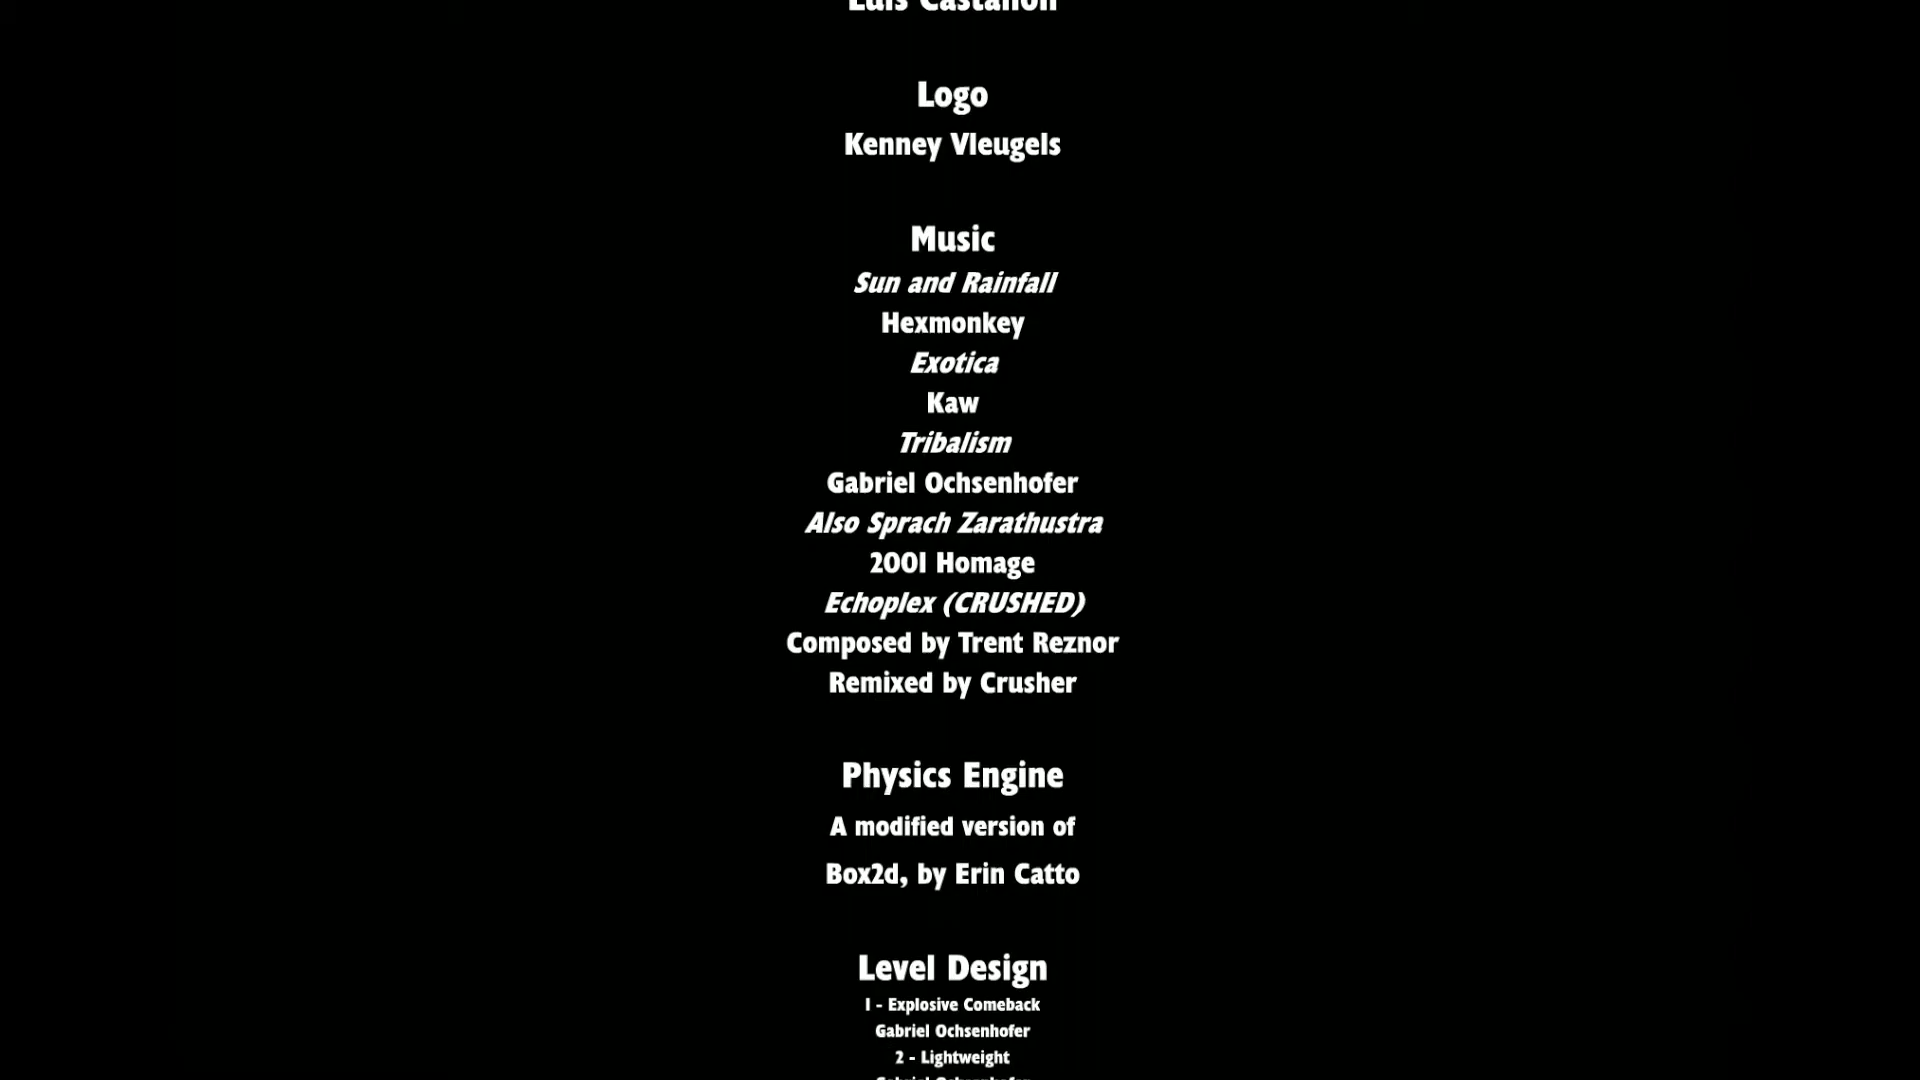 Luis Castañon
Logo
Kenney Vleugels
Music
Sun and Rainfall
Hexmonkey
Exotica
Kaw
Tribalism
Gabriel Ochsenhofer
Also Sprach Zarathustra
2001 Homage
Echoplex (CRUSHED)
Composed by Trent Reznor
Remixed by Crusher
Physics Engine
A modified version of
Box2d, by Erin Catto
Level Design
1 - Explosive Comeback
Gabriel Ochsenhofer
2 - Lightweight
Gabriel Ochsenhofer